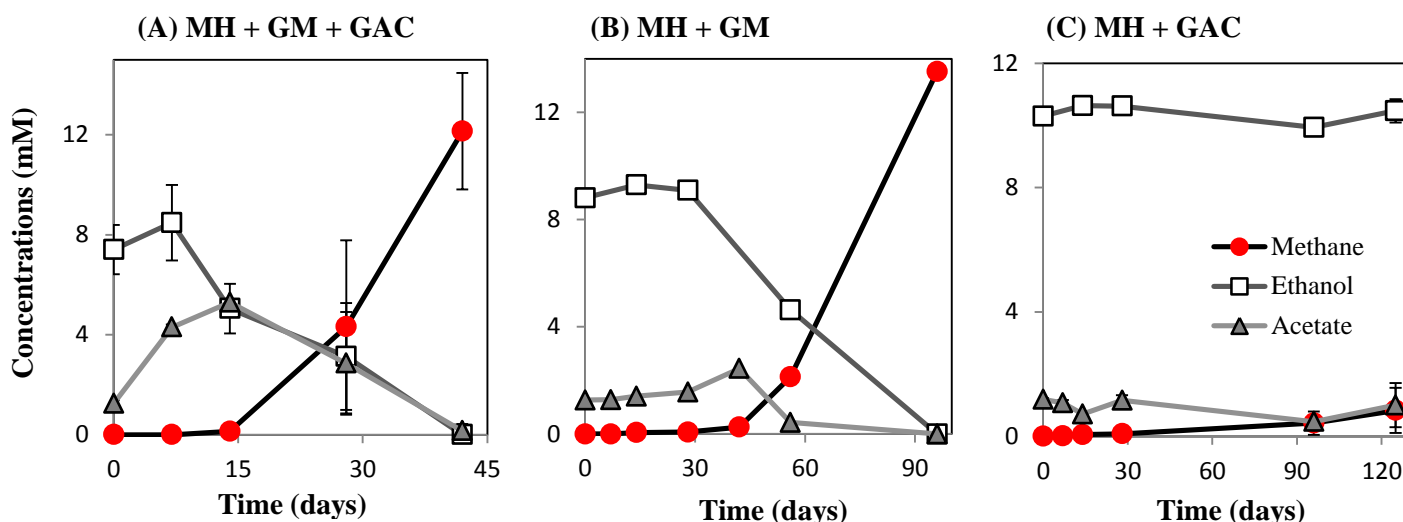 (A) MH + GM + GAC
(B) MH + GM
(C) MH + GAC
Concentrations (mM)
12
8
4
0
0
15
30
45
Time (days)
12
8
4
0
0
30
60
90
Time (days)
12
8
4
0
0
30
60
90
120
Time (days)
Methane
Ethanol
Acetate